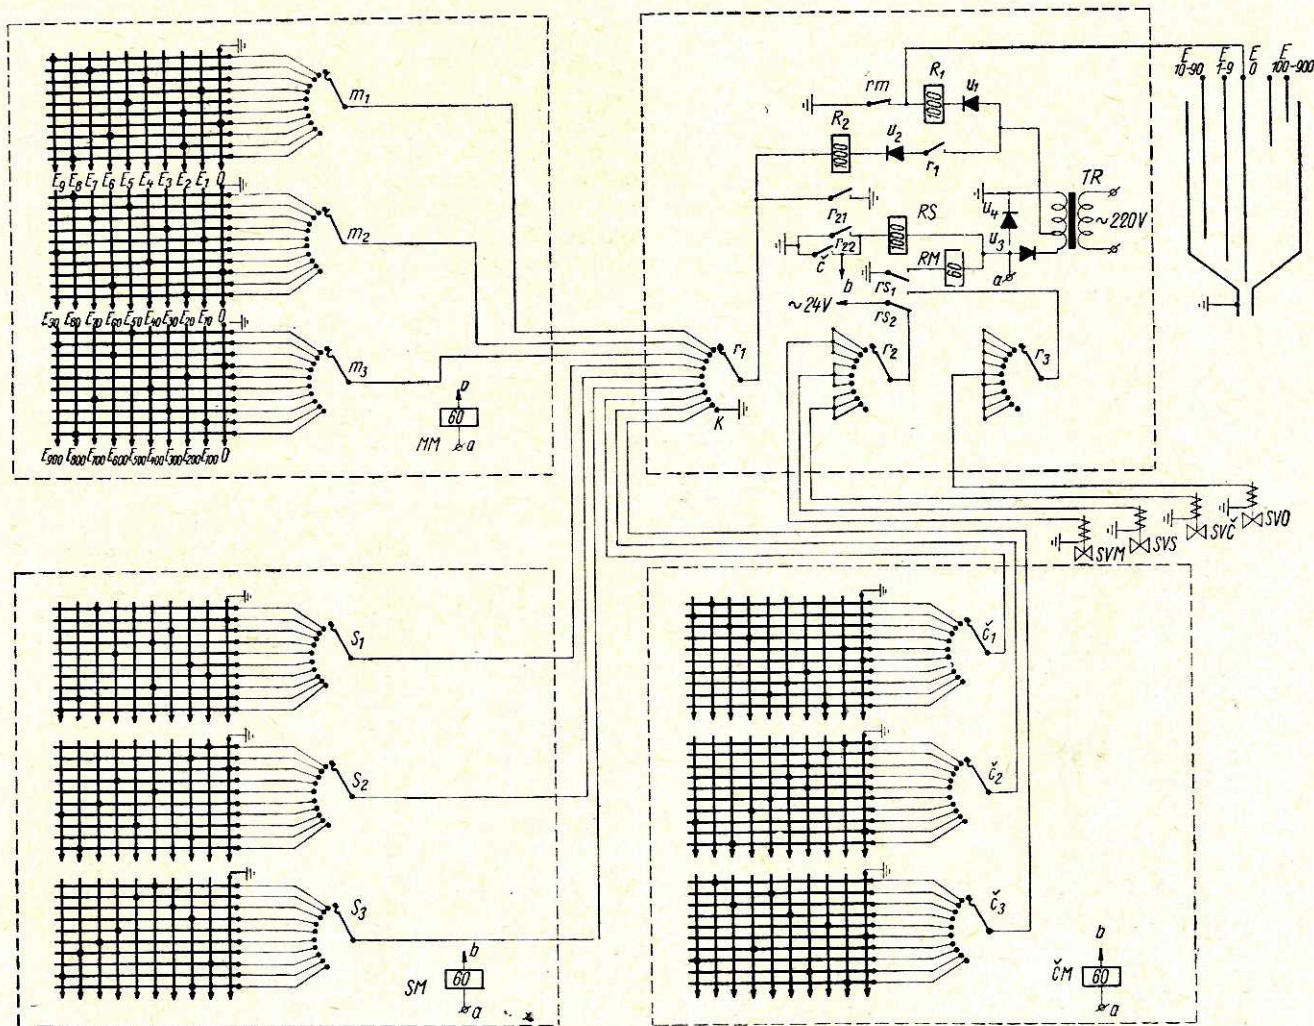 m₁
E₉ E₈ E₇ E₆ E₅ E₄ E₃ E₂ E₁ 0
m₂
E₉₀ E₈₀ E₇₀ E₆₀ E₅₀ E₄₀ E₃₀ E₂₀ E₁₀ 0
m₃
E₉₀₀ E₈₀₀ E₇₀₀ E₆₀₀ E₅₀₀ E₄₀₀ E₃₀₀ E₂₀₀ E₁₀₀ 0
60
MM
a
rm
R₁
1000
u₁
R₂
1000
u₂
r₁
r₂₁
r₂₂
č
b
RS
1000
RM
60
rs₁
rs₂
~24V
u₄
u₃
a
TR
~220V
E 10-90
E 1-9
E 0
E 100-900
r₁
K
r₂
r₃
SVM
SVS
SVČ
SVO
S₁
S₂
S₃
b
60
SM
a
č₁
č₂
č₃
b
60
ČM
a